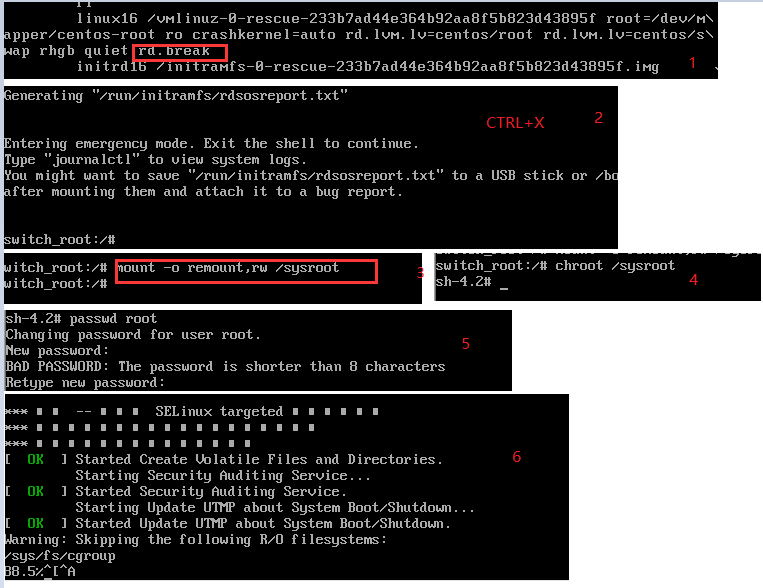 linux16 /vmlinuz-0-rescue-233b7ad44e364b92aa8f5b823d43895f root=/dev/m\
apper/centos-root ro crashkernel=auto rd.lvm.lv=centos/root rd.lvm.lv=centos/s\
wap rhgb quiet rd.break
initrd16 /initramfs-0-rescue-233b7ad44e364b92aa8f5b823d43895f.img
1
Generating "/run/initramfs/rdsosreport.txt"
CTRL+X 2
Entering emergency mode. Exit the shell to continue.
Type "journalctl" to view system logs.
You might want to save "/run/initramfs/rdsosreport.txt" to a USB stick or /bo
after mounting them and attach it to a bug report.
switch_root:/#
witch_root:/# mount -o remount,rw /sysroot
witch_root:/#
3
switch_root:/# chroot /sysroot
sh-4.2# _
4
sh-4.2# passwd root
Changing password for user root.
New password:
BAD PASSWORD: The password is shorter than 8 characters
Retype new password:
5
*** -- SELinux targeted
***
***
[ OK ] Started Create Volatile Files and Directories.
Starting Security Auditing Service...
[ OK ] Started Security Auditing Service.
Starting Update UTMP about System Boot/Shutdown...
[ OK ] Started Update UTMP about System Boot/Shutdown.
Warning: Skipping the following R/O filesystems:
/sys/fs/cgroup
88.5%^[^A
6